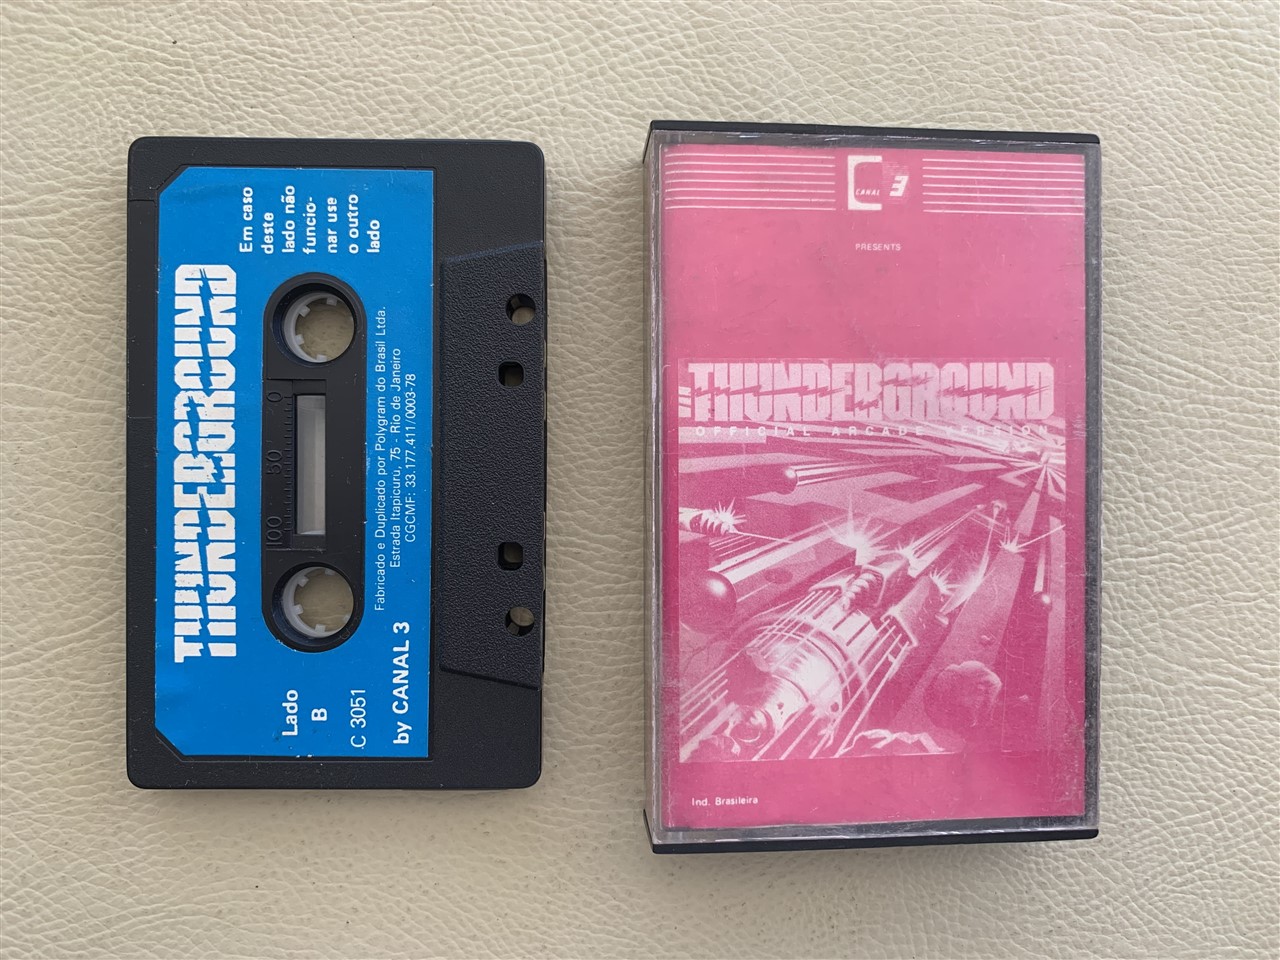 THUNDERGROUND
Em caso
deste
lado não
funcio-
nar use
o outro
lado
0 50 100
Fabricado e Duplicado por Polygram do Brasil Ltda.
Estrada Itapicuru, 75 - Rio de Janeiro
CGCMF: 33.177.411/0003-78
Lado
B
C 3051
by CANAL 3
CANAL 3
PRESENTS
THUNDERGROUND
OFFICIAL ARCADE VERSION
Ind. Brasileira